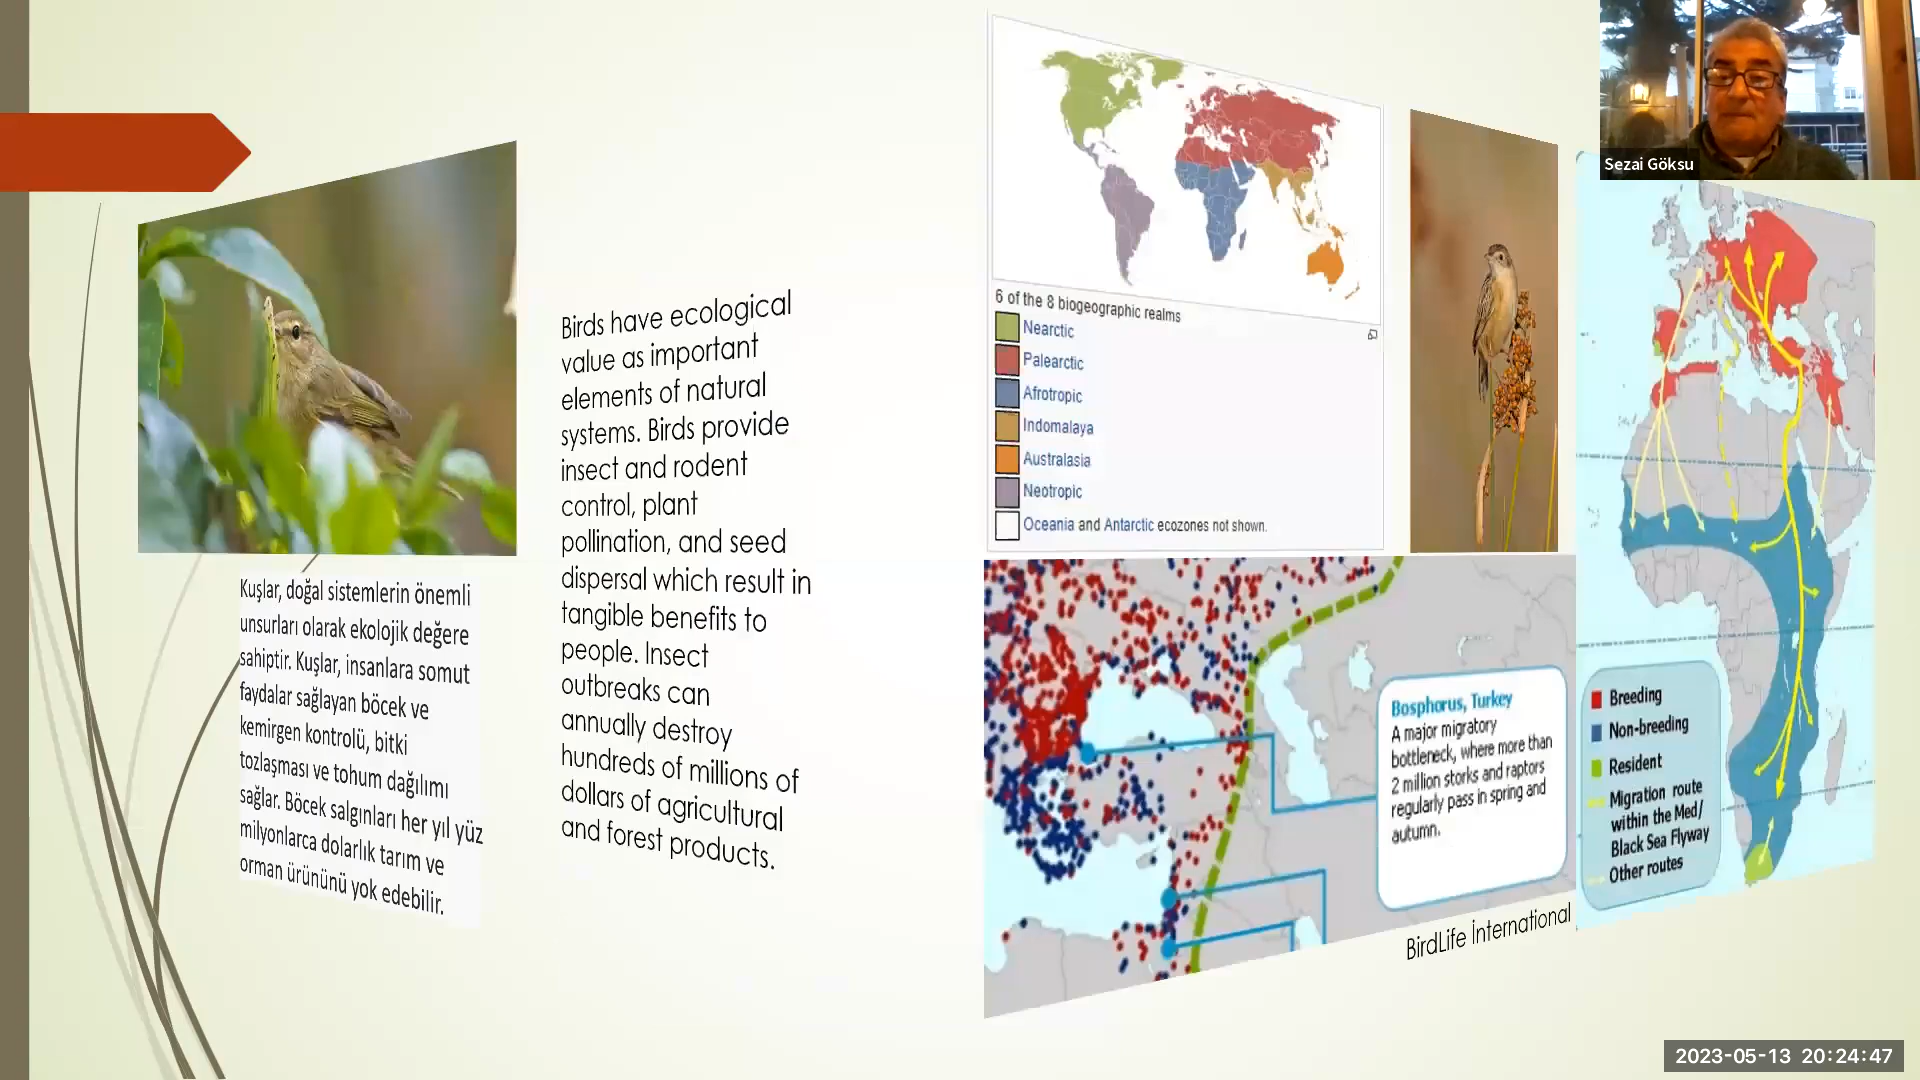 Sezai Göksu
Birds have ecological
value as important
elements of natural
systems. Birds provide
insect and rodent
control, plant
pollination, and seed
dispersal which result in
tangible benefits to
people. Insect
outbreaks can
annually destroy
hundreds of millions of
dollars of agricultural
and forest products.
Kuşlar, doğal sistemlerin önemli
unsurları olarak ekolojik değere
sahiptir. Kuşlar, insanlara somut
faydalar sağlayan böcek ve
kemirgen kontrolü, bitki
tozlaşması ve tohum dağılımı
sağlar. Böcek salgınları her yıl yüz
milyonlarca dolarlık tarım ve
orman ürününü yok edebilir.
6 of the 8 biogeographic realms
Nearctic
Palearctic
Afrotropic
Indomalaya
Australasia
Neotropic
Oceania and Antarctic ecozones not shown.
Bosphorus, Turkey
A major migratory
bottleneck, where more than
2 million storks and raptors
regularly pass in spring and
autumn.
BirdLife İnternational
Breeding
Non-breeding
Resident
Migration route
within the Med/
Black Sea Flyway
Other routes
2023-05-13 20:24:47